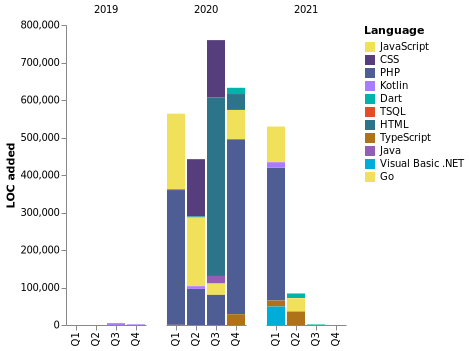 2019 2020 2021
Language
JavaScript
CSS
PHP
Kotlin
Dart
TSQL
HTML
TypeScript
Java
Visual Basic .NET
Go
LOC added
800,000
700,000
600,000
500,000
400,000
300,000
200,000
100,000
0
Q1 Q2 Q3 Q4 Q1 Q2 Q3 Q4 Q1 Q2 Q3 Q4